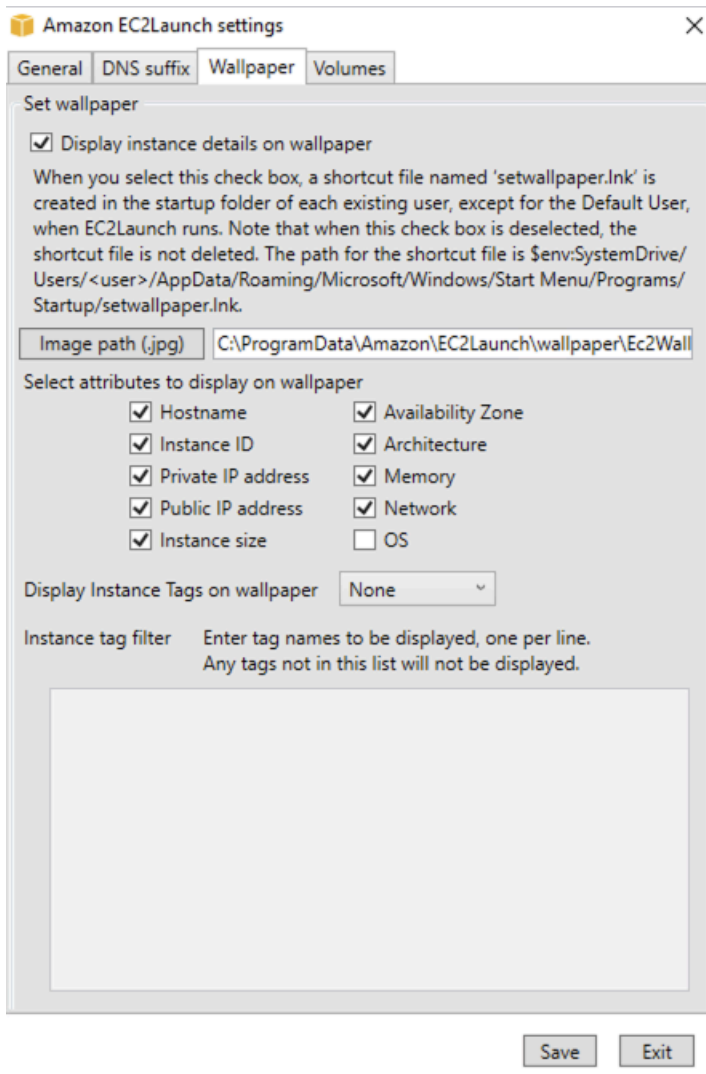 Amazon EC2Launch settings
General DNS suffix Wallpaper Volumes
Set wallpaper
Display instance details on wallpaper
When you select this check box, a shortcut file named ‘setwallpaper.lnk’ is
created in the startup folder of each existing user, except for the Default User,
when EC2Launch runs. Note that when this check box is deselected, the
shortcut file is not deleted. The path for the shortcut file is $env:SystemDrive/
Users/<user>/AppData/Roaming/Microsoft/Windows/Start Menu/Programs/
Startup/setwallpaper.lnk.
Image path (.jpg) C:\ProgramData\Amazon\EC2Launch\wallpaper\Ec2Wall
Select attributes to display on wallpaper
Hostname Availability Zone
Instance ID Architecture
Private IP address Memory
Public IP address Network
Instance size OS
Display Instance Tags on wallpaper None
Instance tag filter Enter tag names to be displayed, one per line.
Any tags not in this list will not be displayed.
Save Exit